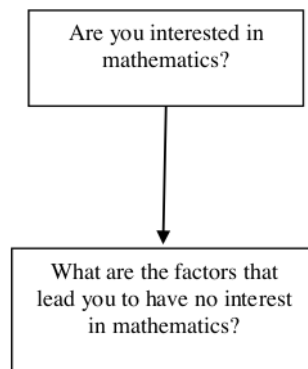 Are you interested in
mathematics?
What are the factors that
lead you to have no interest
in mathematics?